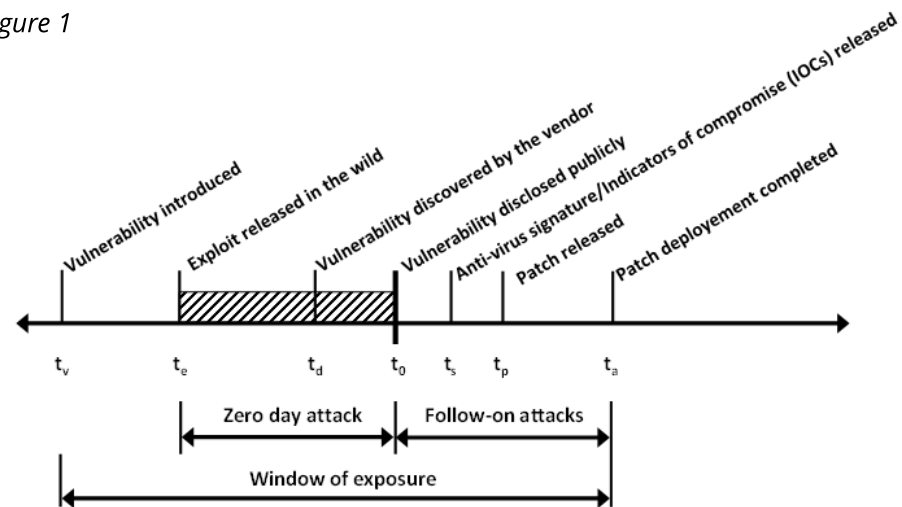 gure 1
Vulnerability introduced
Exploit released in the wild
Vulnerability discovered by the vendor
Vulnerability disclosed publicly
Anti-virus signature/Indicators of compromise (IOCs) released
Patch released
Patch deployement completed
tv te td t0 ts tp ta
Zero day attack Follow-on attacks
Window of exposure